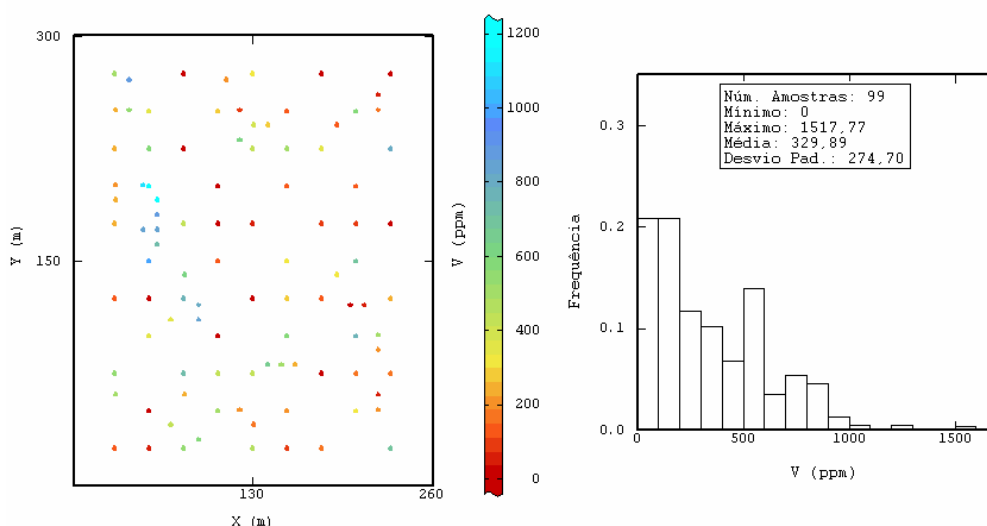 300
150
130
260
X (m)
Y (m)
1200
1000
800
600
400
200
0
V (ppm)
Núm. Amostras: 99
Mínimo: 0
Máximo: 1517,77
Média: 329,89
Desvio Pad.: 274,70
0.3
0.2
0.1
0.0
Frequência
0
500
1000
1500
V (ppm)